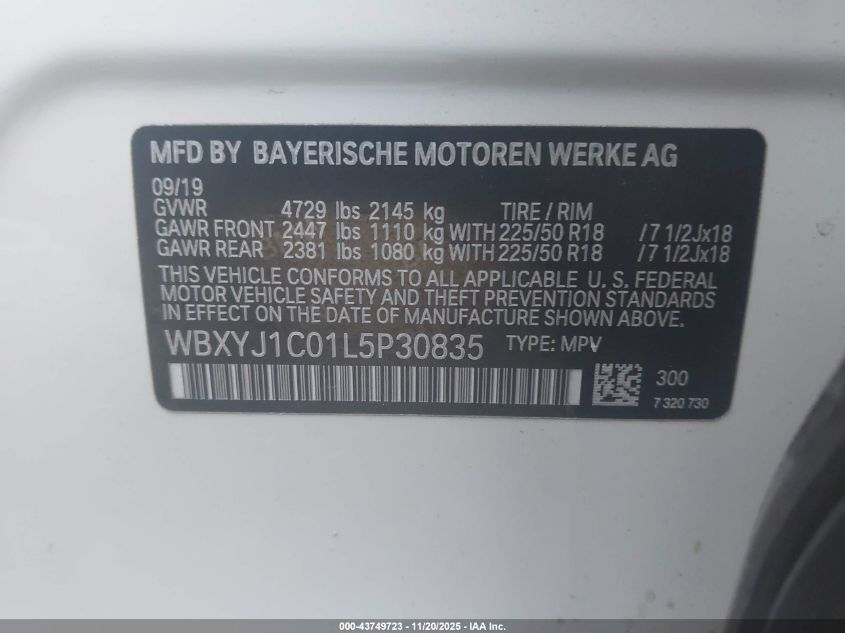 MFD BY BAYERISCHE MOTOREN WERKE AG
09/19
GVWR 4729 lbs 2145 kg TIRE / RIM
GAWR FRONT 2447 lbs 1110 kg WITH 225/50 R18 /7 1/2Jx18
GAWR REAR 2381 lbs 1080 kg WITH 225/50 R18 /7 1/2Jx18
THIS VEHICLE CONFORMS TO ALL APPLICABLE U. S. FEDERAL
MOTOR VEHICLE SAFETY AND THEFT PREVENTION STANDARDS
IN EFFECT ON THE DATE OF MANUFACTURE SHOWN ABOVE.
WBXYJ1C01L5P30835 TYPE: MPV
300
7 320 730
000-43749723 - 11/20/2025 - IAA Inc.